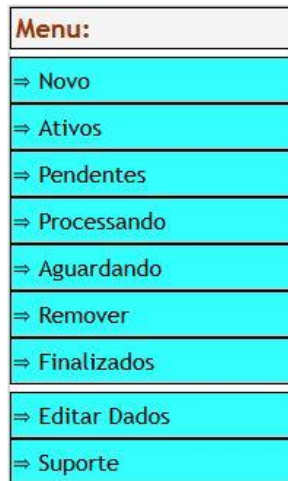 Menu:
⇒ Novo
⇒ Ativos
⇒ Pendentes
⇒ Processando
⇒ Aguardando
⇒ Remover
⇒ Finalizados
⇒ Editar Dados
⇒ Suporte